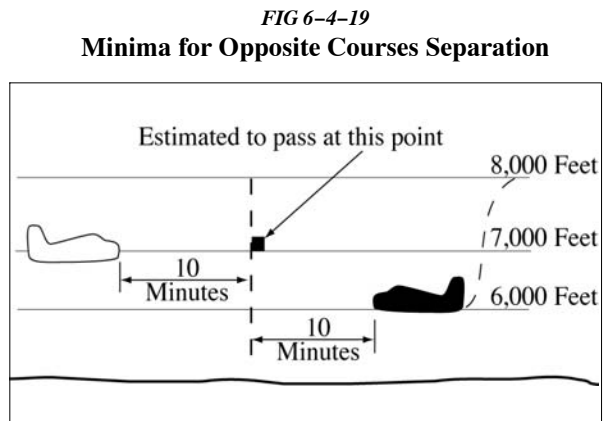 FIG 6–4–19
Minima for Opposite Courses Separation
Estimated to pass at this point
8,000 Feet
7,000 Feet
10
Minutes
6,000 Feet
10
Minutes